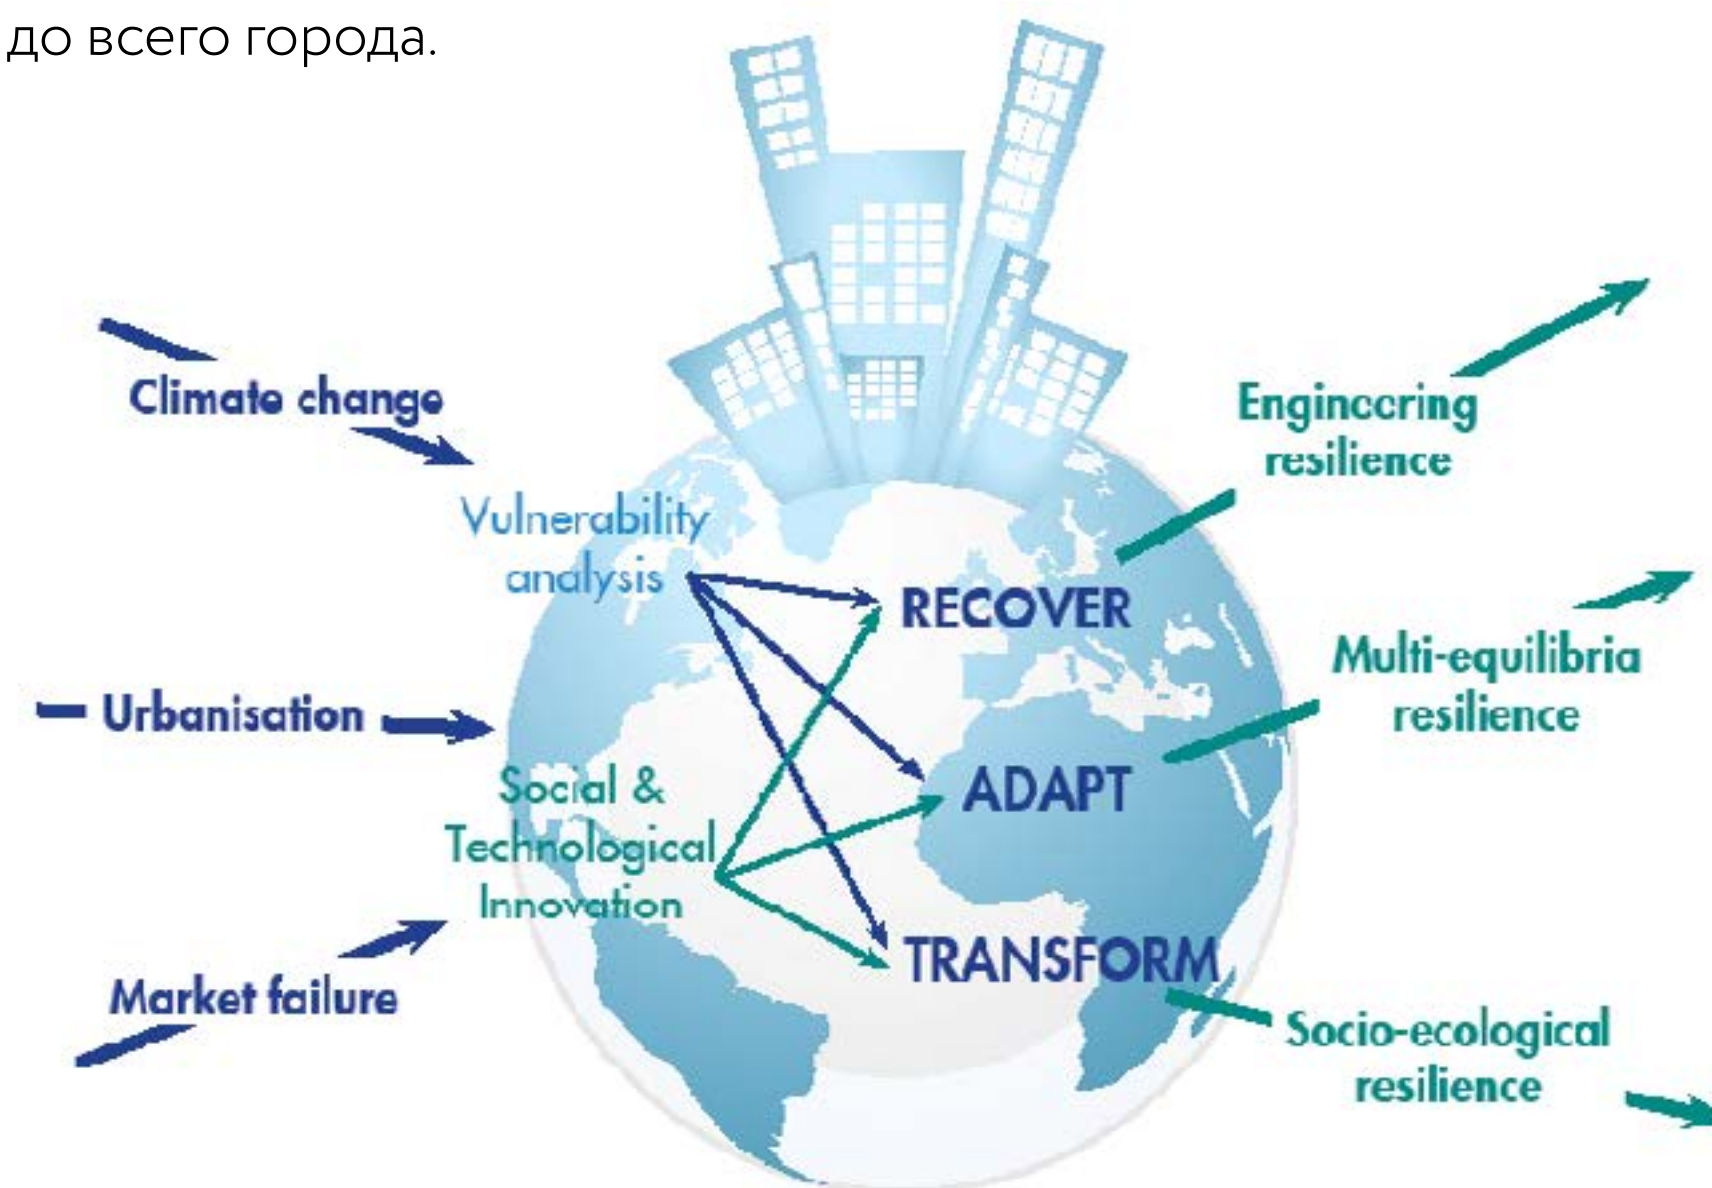 до всего города.
Climate change
Vulnerability
analysis
Urbanisation
Social &
Technological
Innovation
Market failure
RECOVER
ADAPT
TRANSFORM
Engineering
resilience
Multi-equilibria
resilience
Socio-ecological
resilience